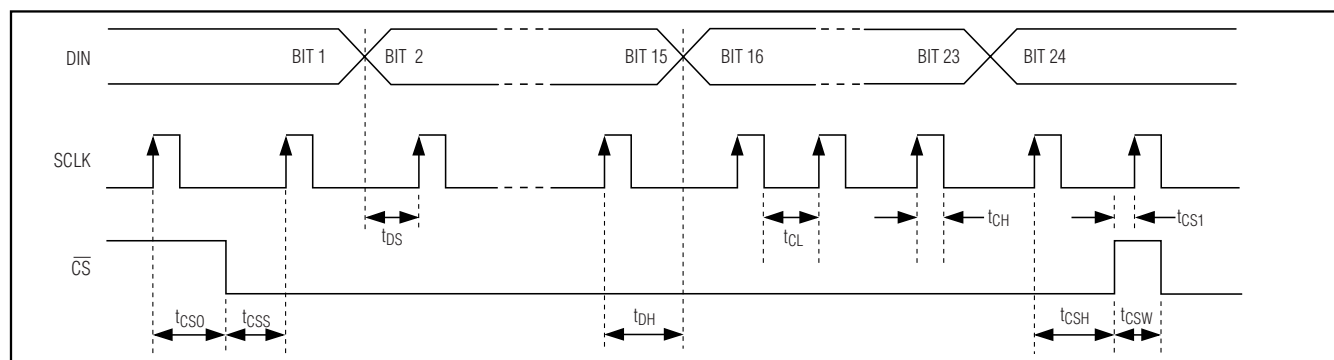 DIN BIT 1 BIT 2 BIT 15 BIT 16 BIT 23 BIT 24
SCLK
tDS tCL tCH tCS1
CS
tCSO tCSS tDH tCSH tCSW